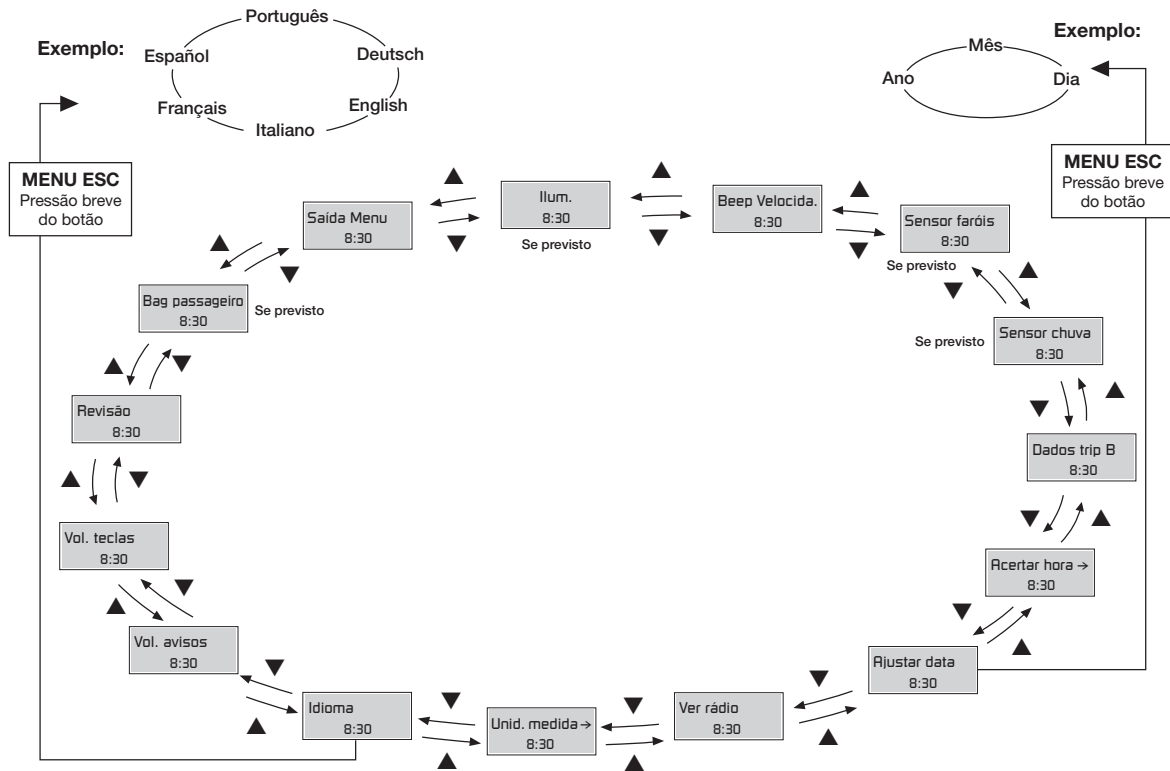 Exemplo:
Português
Español
Deutsch
Français
English
Italiano
Exemplo:
Mês
Ano
Dia
MENU ESC
Pressão breve
do botão
MENU ESC
Pressão breve
do botão
Ilum.
8:30
Se previsto
Beep Velocida.
8:30
Sensor faróis
8:30
Se previsto
Sensor chuva
8:30
Se previsto
Dados trip B
8:30
Acertar hora →
8:30
Ajustar data
8:30
Ver rádio
8:30
Unid. medida →
8:30
Idioma
8:30
Vol. avisos
8:30
Vol. teclas
8:30
Revisão
8:30
Bag passageiro
8:30
Se previsto
Saída Menu
8:30